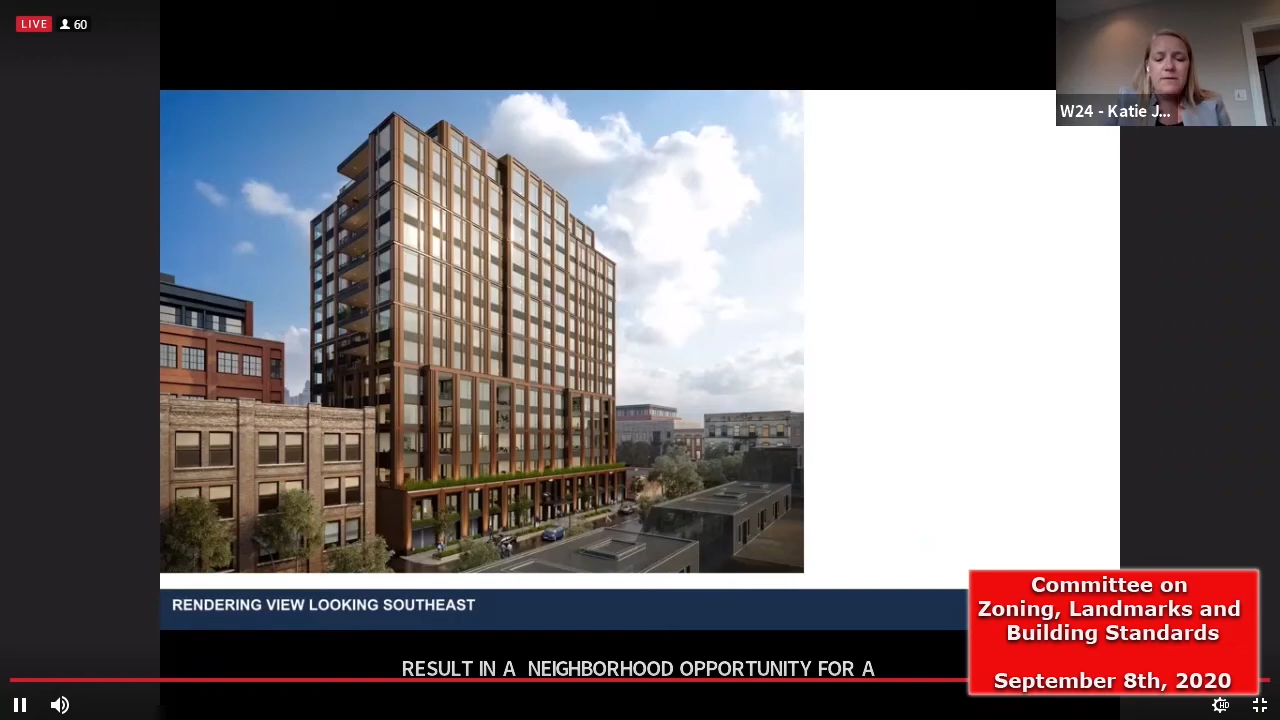 LIVE
60
W24 - Katie J...
RENDERING VIEW LOOKING SOUTHEAST
Committee on
Zoning, Landmarks and
Building Standards
September 8th, 2020
RESULT IN A NEIGHBORHOOD OPPORTUNITY FOR A
HD